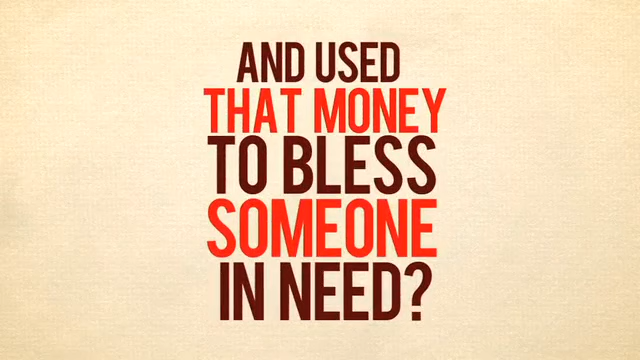 AND USED
THAT MONEY
TO BLESS
SOMEONE
IN NEED?